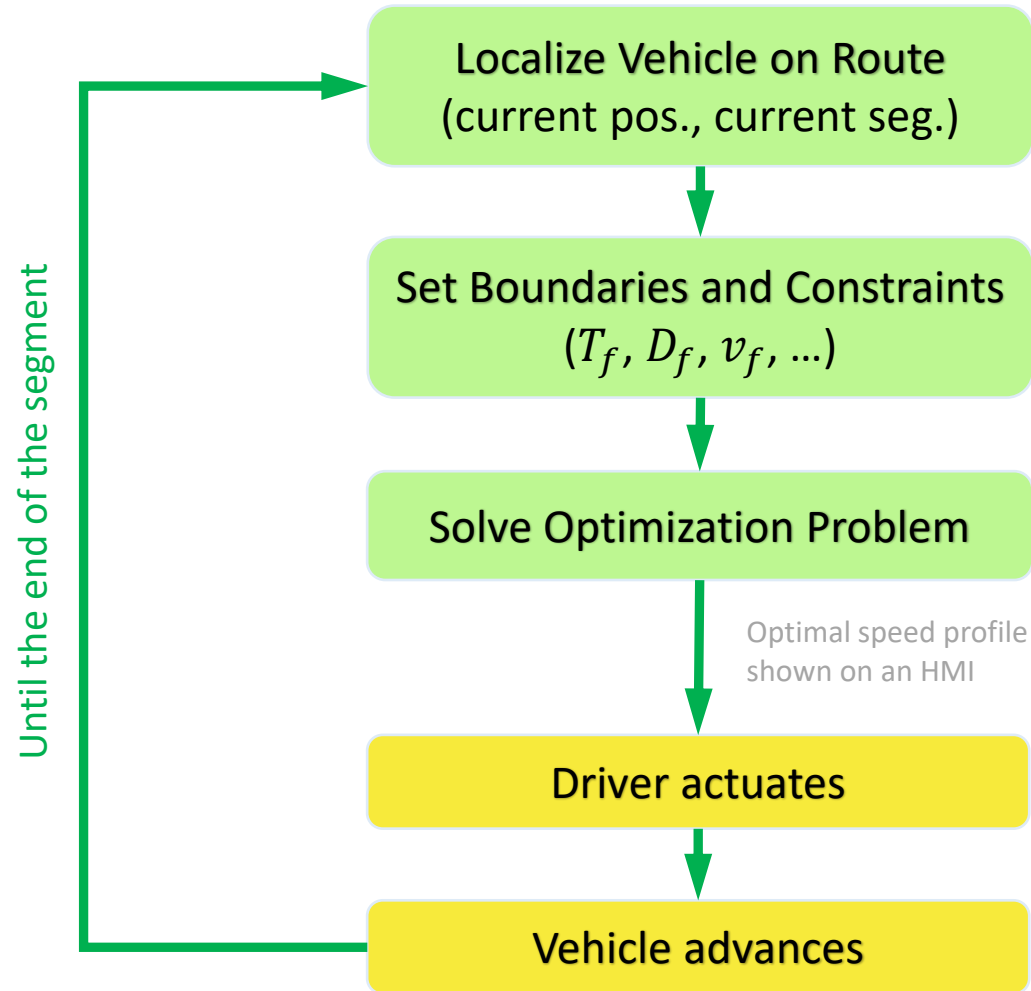 Localize Vehicle on Route
(current pos., current seg.)
Set Boundaries and Constraints
(T_f, D_f, v_f, ...)
Solve Optimization Problem
Optimal speed profile
shown on an HMI
Driver actuates
Vehicle advances
Until the end of the segment